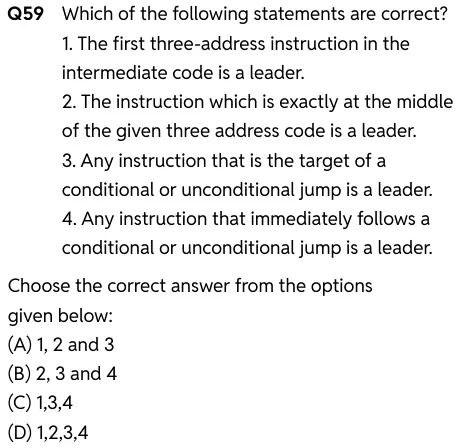 Q59 Which of the following statements are correct?
1. The first three-address instruction in the
intermediate code is a leader.
2. The instruction which is exactly at the middle
of the given three address code is a leader.
3. Any instruction that is the target of a
conditional or unconditional jump is a leader.
4. Any instruction that immediately follows a
conditional or unconditional jump is a leader.
Choose the correct answer from the options
given below:
(A) 1, 2 and 3
(B) 2, 3 and 4
(C) 1,3,4
(D) 1,2,3,4